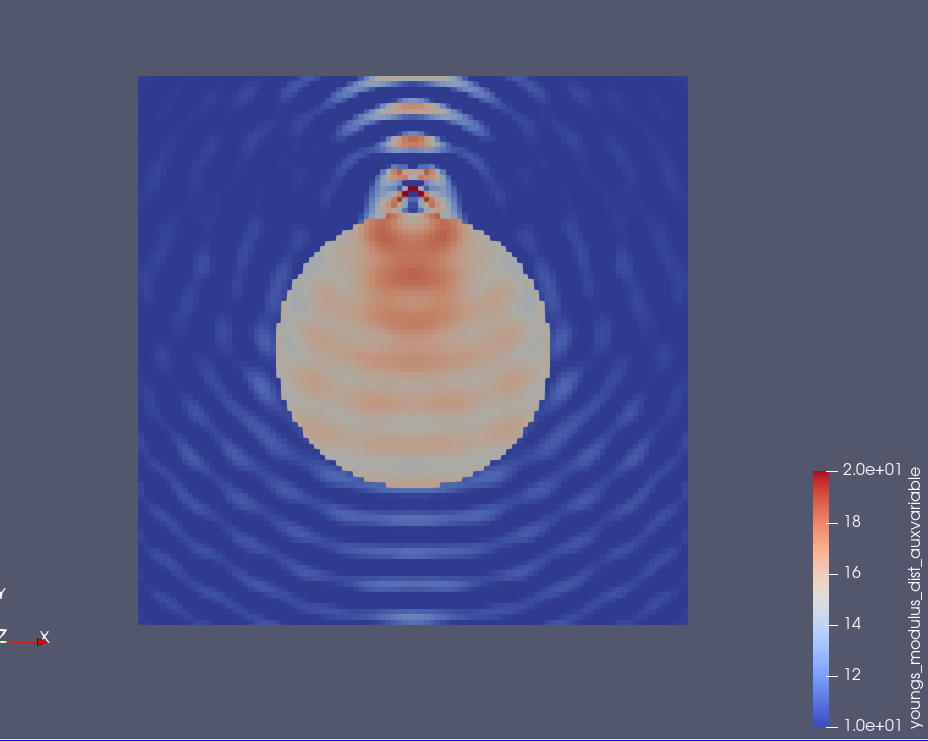 2.0e+01
18
16
14
12
1.0e+01
youngs_modulus_dist_auxvariable
Y
Z X